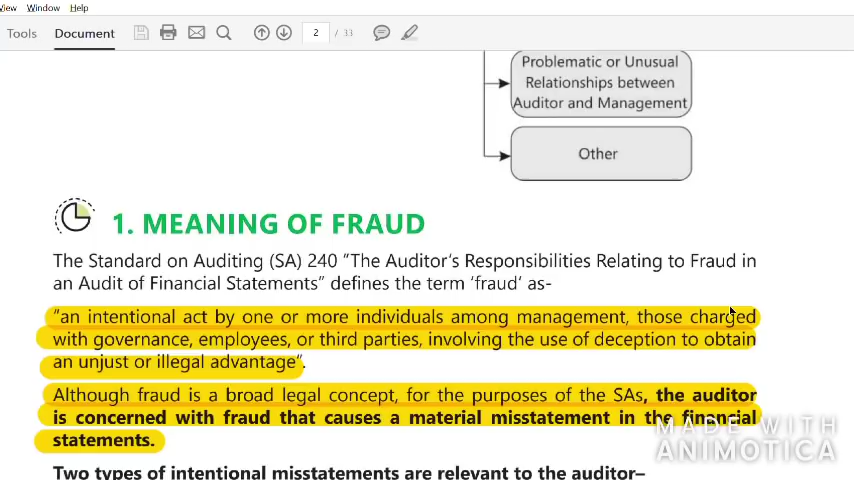 View Window Help
Tools Document 2 / 33
Problematic or Unusual
Relationships between
Auditor and Management
Other
1. MEANING OF FRAUD
The Standard on Auditing (SA) 240 "The Auditor's Responsibilities Relating to Fraud in
an Audit of Financial Statements" defines the term 'fraud' as-
"an intentional act by one or more individuals among management, those charged
with governance, employees, or third parties, involving the use of deception to obtain
an unjust or illegal advantage".
Although fraud is a broad legal concept, for the purposes of the SAs, the auditor
is concerned with fraud that causes a material misstatement in the financial
statements.
MADE WITH
ANIMOTICA
Two types of intentional misstatements are relevant to the auditor–